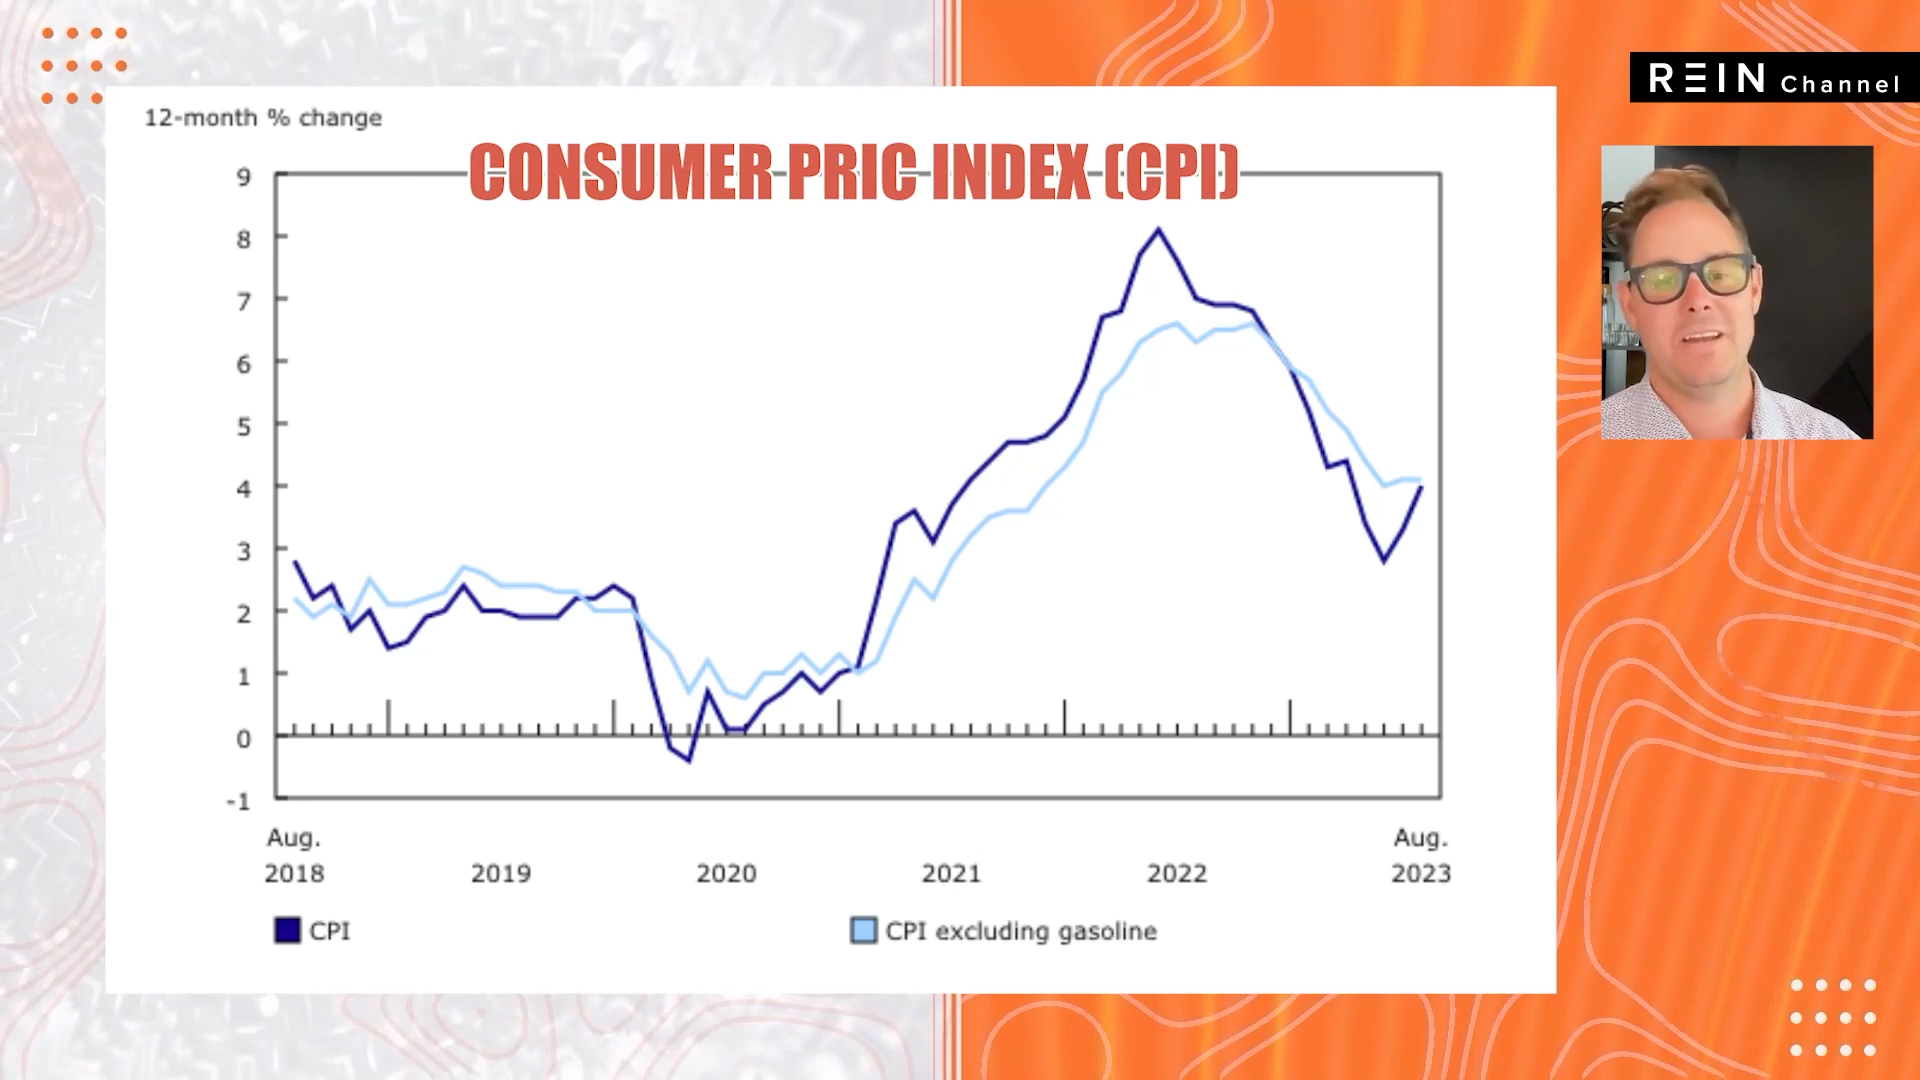 REIN Channel
12-month % change
CONSUMER PRIC INDEX (CPI)
9
8
7
6
5
4
3
2
1
0
-1
Aug. Aug.
2018 2019 2020 2021 2022 2023
CPI CPI excluding gasoline